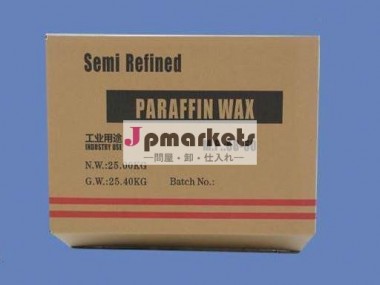 Semi Refined
PARAFFIN WAX
工业用途
INDUSTRY USE
Jpmarkets
―問屋・卸・仕入れ―
N.W.:25.00KG
G.W.:25.40KG Batch No.: